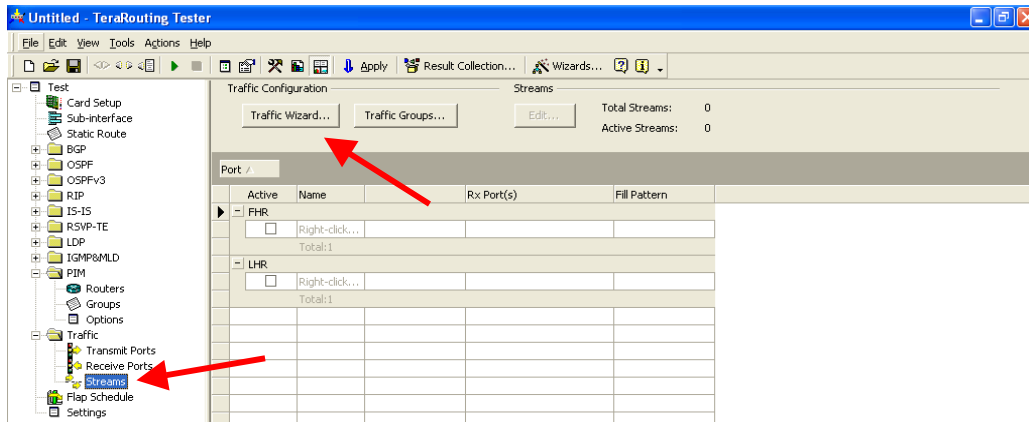 Untitled - TeraRouting Tester
File Edit View Tools Actions Help
Apply Result Collection... Wizards...
Test
Card Setup
Sub-interface
Static Route
BGP
OSPF
OSPFv3
RIP
IS-IS
RSVP-TE
LDP
IGMP&MLD
PIM
Routers
Groups
Options
Traffic
Transmit Ports
Receive Ports
Streams
Flap Schedule
Settings
Traffic Configuration
Traffic Wizard... Traffic Groups...
Streams
Edit...
Total Streams: 0
Active Streams: 0
Port
Active Name Rx Port(s) Fill Pattern
FHR
Right-click...
Total:1
LHR
Right-click...
Total:1